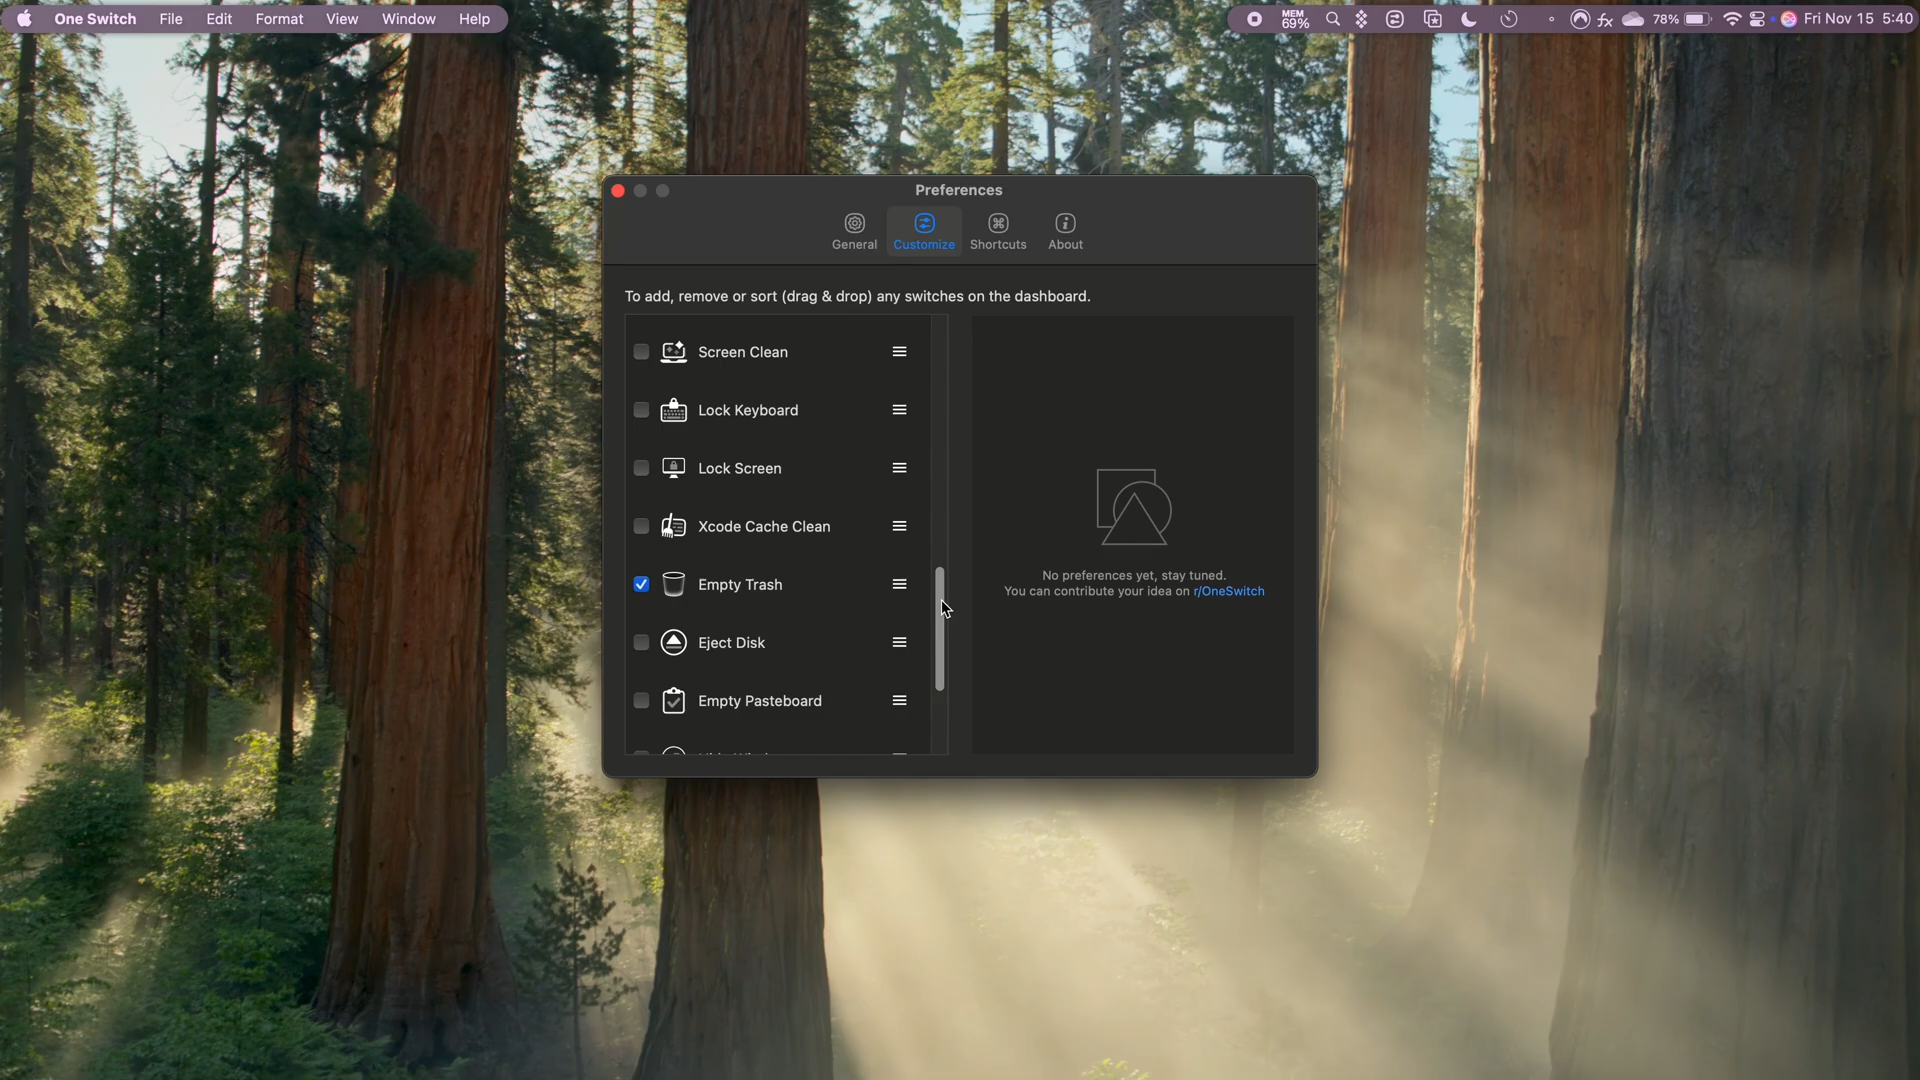 One Switch File Edit Format View Window Help
MEM
69%
fx
78%
Fri Nov 15 5:40
Preferences
General Customize Shortcuts About
To add, remove or sort (drag & drop) any switches on the dashboard.
Screen Clean
Lock Keyboard
Lock Screen
Xcode Cache Clean
Empty Trash
Eject Disk
Empty Pasteboard
No preferences yet, stay tuned.
You can contribute your idea on r/OneSwitch